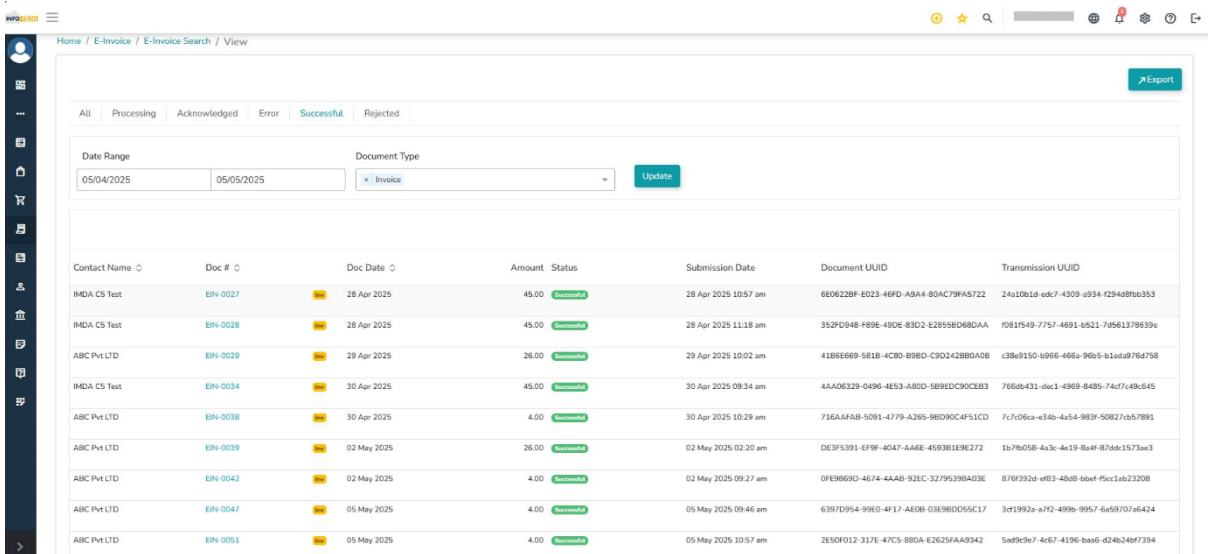 Home / E-Invoice / E-Invoice Search / View
Export
All Processing Acknowledged Error Successful Rejected
Date Range Document Type
05/04/2025 05/05/2025 × Invoice Update
Contact Name Doc # Doc Date Amount Status Submission Date Document UUID Transmission UUID
IMDA C5 Test EIN-0027 Inv 28 Apr 2025 45.00 Successful 28 Apr 2025 10:57 am 6E0622BF-E023-46FD-A9A4-80AC79FA5722 24a10b1d-edc7-4309-a934-f294d8fbb353
IMDA C5 Test EIN-0028 Inv 28 Apr 2025 45.00 Successful 28 Apr 2025 11:18 am 352FD948-F89E-49DE-83D2-E2855BD68DAA f081f549-7757-4691-b521-7d561378639e
ABC Pvt LTD EIN-0029 Inv 29 Apr 2025 26.00 Successful 29 Apr 2025 10:02 am 41B6E669-581B-4C80-B9BD-C9D242BB0A0B c38e9150-b966-466a-96b5-b1eda976d758
IMDA C5 Test EIN-0034 Inv 30 Apr 2025 45.00 Successful 30 Apr 2025 09:34 am 4AA06329-0496-4E53-A80D-5B9EDC90CEB3 766db431-dec1-4969-8485-74cf7c49c645
ABC Pvt LTD EIN-0038 Inv 30 Apr 2025 4.00 Successful 30 Apr 2025 10:29 am 716AAFAB-5091-4779-A265-9BD90C4F51CD 7c7c06ca-e34b-4a54-983f-50827cb57891
ABC Pvt LTD EIN-0039 Inv 02 May 2025 26.00 Successful 02 May 2025 02:20 am DE3F5391-EF9F-4047-AA6E-4593B1E9E272 1b7fb058-4a3c-4e19-8a4f-87ddc1573ae3
ABC Pvt LTD EIN-0042 Inv 02 May 2025 4.00 Successful 02 May 2025 09:27 am 0FE9869D-4674-4AAB-92EC-32795398A03E 876f392d-ef83-48d8-bbef-f5cc1ab23208
ABC Pvt LTD EIN-0047 Inv 05 May 2025 4.00 Successful 05 May 2025 09:46 am 6397D954-99E0-4F17-AE0B-03E9BDD55C17 3cf1992a-a7f2-499b-9957-6a59707a6424
ABC Pvt LTD EIN-0051 Inv 05 May 2025 4.00 Successful 05 May 2025 10:57 am 2E50F012-317E-47C5-880A-E2625FAA9342 5ad9c9e7-4c67-4196-baa6-d24b24bf7394